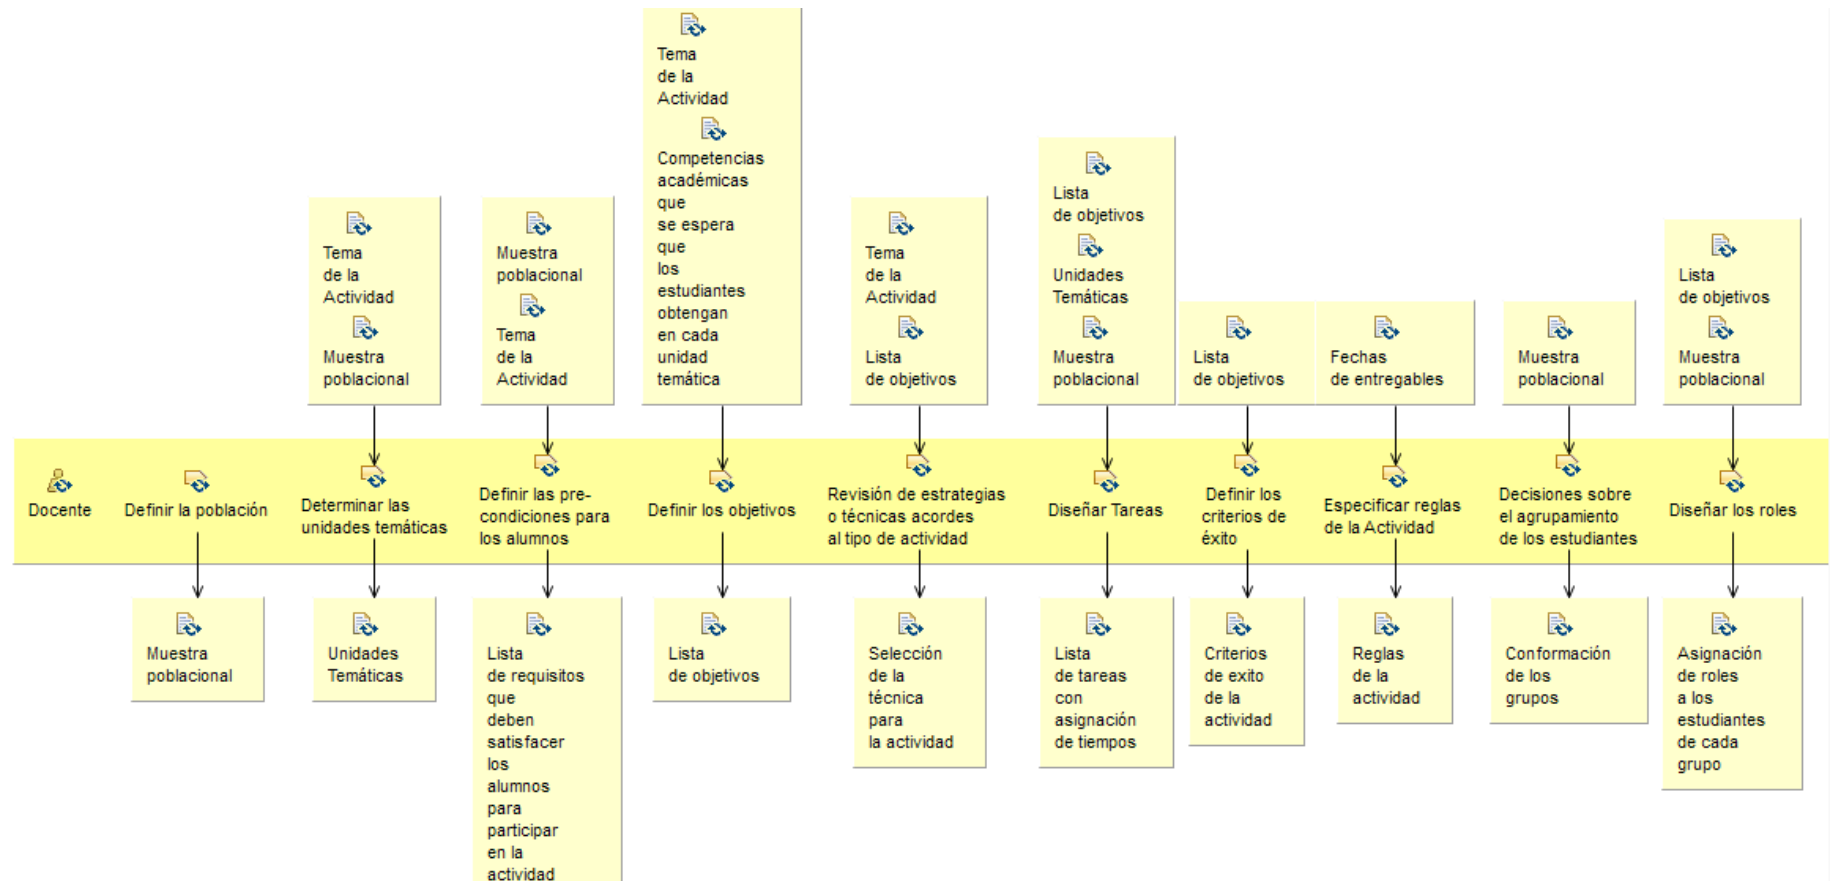 Tema
de la
Actividad
Competencias
académicas
que
se espera
que
los
estudiantes
obtengan
en cada
unidad
temática
Tema
de la
Actividad
Muestra
poblacional
Muestra
poblacional
Tema
de la
Actividad
Tema
de la
Actividad
Lista
de objetivos
Lista
de objetivos
Unidades
Temáticas
Muestra
poblacional
Lista
de objetivos
Fechas
de entregables
Muestra
poblacional
Lista
de objetivos
Muestra
poblacional
Docente
Definir la población
Determinar las
unidades temáticas
Definir las pre-
condiciones para
los alumnos
Definir los objetivos
Revisión de estrategias
o técnicas acordes
al tipo de actividad
Diseñar Tareas
Definir los
criterios de
éxito
Especificar reglas
de la Actividad
Decisiones sobre
el agrupamiento
de los estudiantes
Diseñar los roles
Muestra
poblacional
Unidades
Temáticas
Lista
de requisitos
que
deben
satisfacer
los
alumnos
para
participar
en la
actividad
Lista
de objetivos
Selección
de la
técnica
para
la actividad
Lista
de tareas
con
asignación
de tiempos
Criterios
de exito
de la
actividad
Reglas
de la
actividad
Conformación
de los
grupos
Asignación
de roles
a los
estudiantes
de cada
grupo